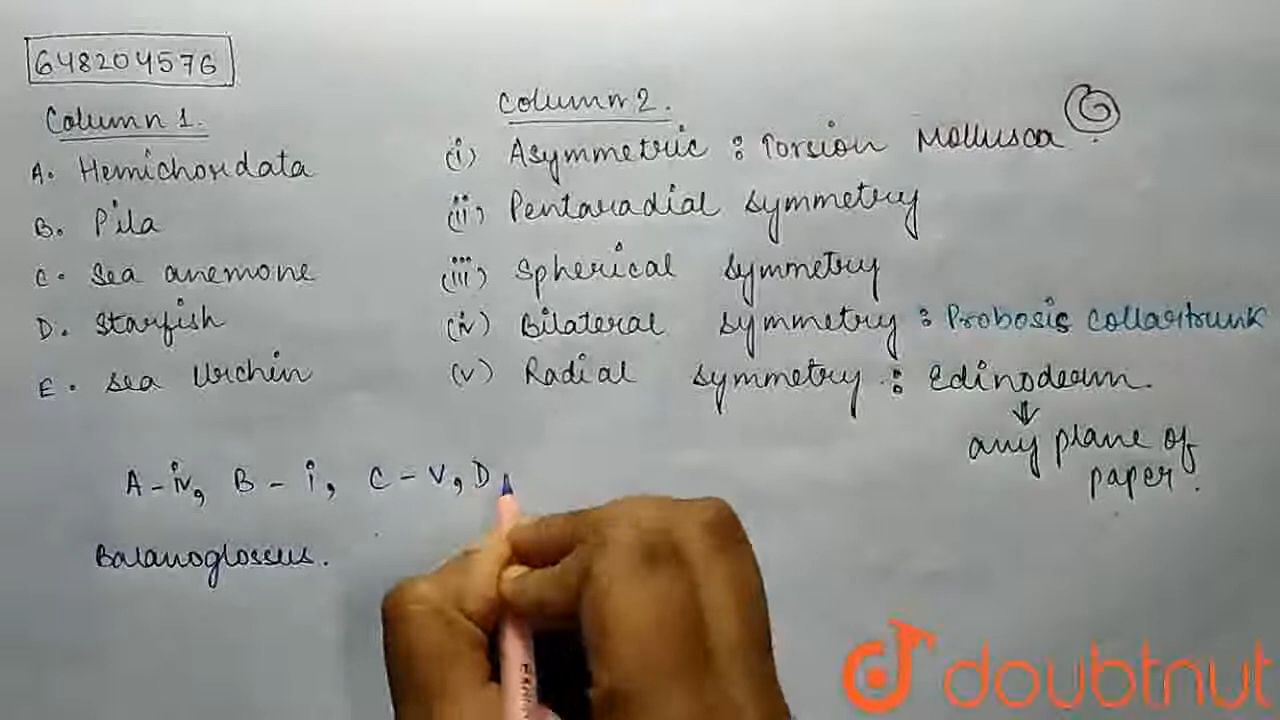 648204576
Column 1.
A. Hemichordata
B. Pila
C. Sea anemone
D. Starfish
E. Sea Urchin
Column 2.
(i) Asymmetric : Torsion Mollusca
(ii) Pentaradial symmetry
(iii) Spherical symmetry
(iv) Bilateral symmetry : Probosis Collartrunk
(v) Radial symmetry : Edinoderm.
any plane of
paper.
A - iv, B - i, C - v, D
Balanoglossus.
doubtnut